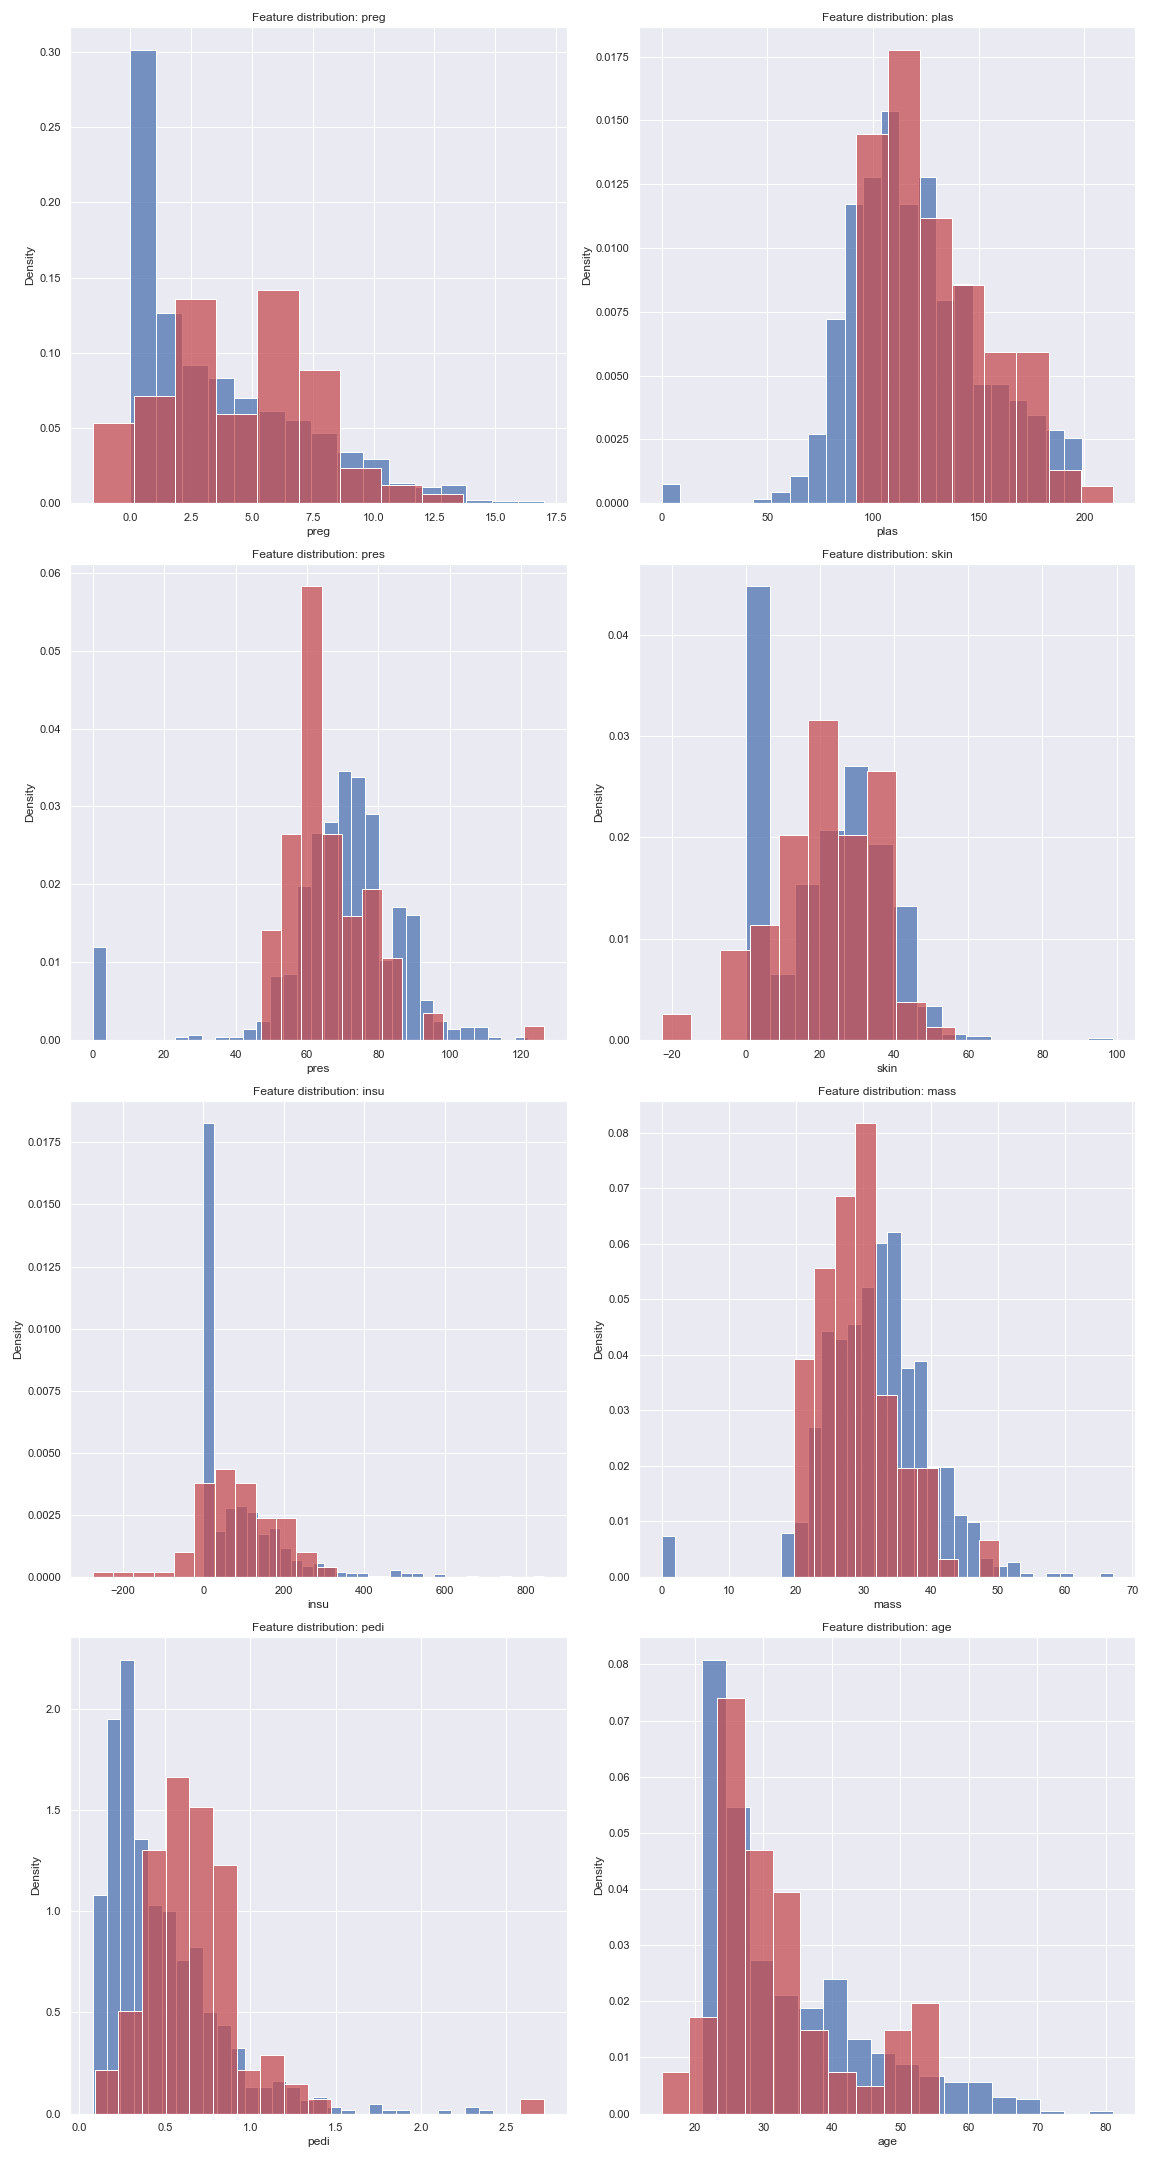 Feature distribution: preg
0.30
0.25
0.20
0.15
0.10
0.05
0.00
Density
0.0 2.5 5.0 7.5 10.0 12.5 15.0 17.5
preg
Feature distribution: plas
0.0175
0.0150
0.0125
0.0100
0.0075
0.0050
0.0025
0.0000
Density
0 50 100 150 200
plas
Feature distribution: pres
0.06
0.05
0.04
0.03
0.02
0.01
0.00
Density
0 20 40 60 80 100 120
pres
Feature distribution: skin
0.04
0.03
0.02
0.01
0.00
Density
−20 0 20 40 60 80 100
skin
Feature distribution: insu
0.0175
0.0150
0.0125
0.0100
0.0075
0.0050
0.0025
0.0000
Density
−200 0 200 400 600 800
insu
Feature distribution: mass
0.08
0.07
0.06
0.05
0.04
0.03
0.02
0.01
0.00
Density
0 10 20 30 40 50 60 70
mass
Feature distribution: pedi
2.0
1.5
1.0
0.5
0.0
Density
0.0 0.5 1.0 1.5 2.0 2.5
pedi
Feature distribution: age
0.08
0.07
0.06
0.05
0.04
0.03
0.02
0.01
0.00
Density
20 30 40 50 60 70 80
age